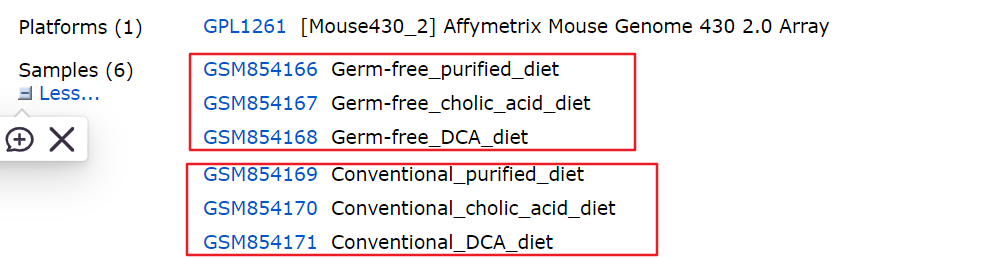 Platforms (1) GPL1261 [Mouse430_2] Affymetrix Mouse Genome 430 2.0 Array
Samples (6) GSM854166 Germ-free_purified_diet
Less... GSM854167 Germ-free_cholic_acid_diet
GSM854168 Germ-free_DCA_diet
GSM854169 Conventional_purified_diet
GSM854170 Conventional_cholic_acid_diet
GSM854171 Conventional_DCA_diet